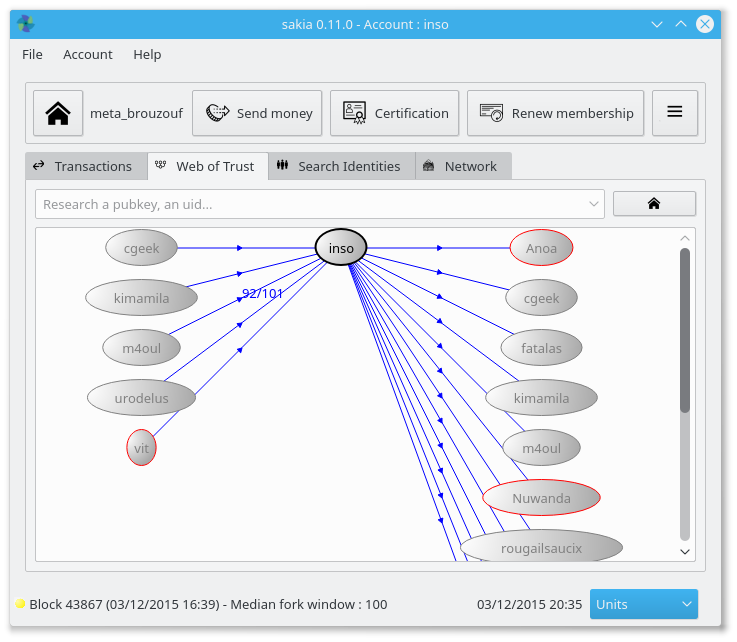 sakia 0.11.0 - Account : inso
File Account Help
meta_brouzouf Send money Certification Renew membership
Transactions Web of Trust Search Identities Network
Research a pubkey, an uid...
cgeek inso Anoa
kimamila 92/101 cgeek
m4oul fatalas
urodelus kimamila
vit m4oul
Nuwanda
rougailsaucix
Block 43867 (03/12/2015 16:39) - Median fork window : 100 03/12/2015 20:35 Units